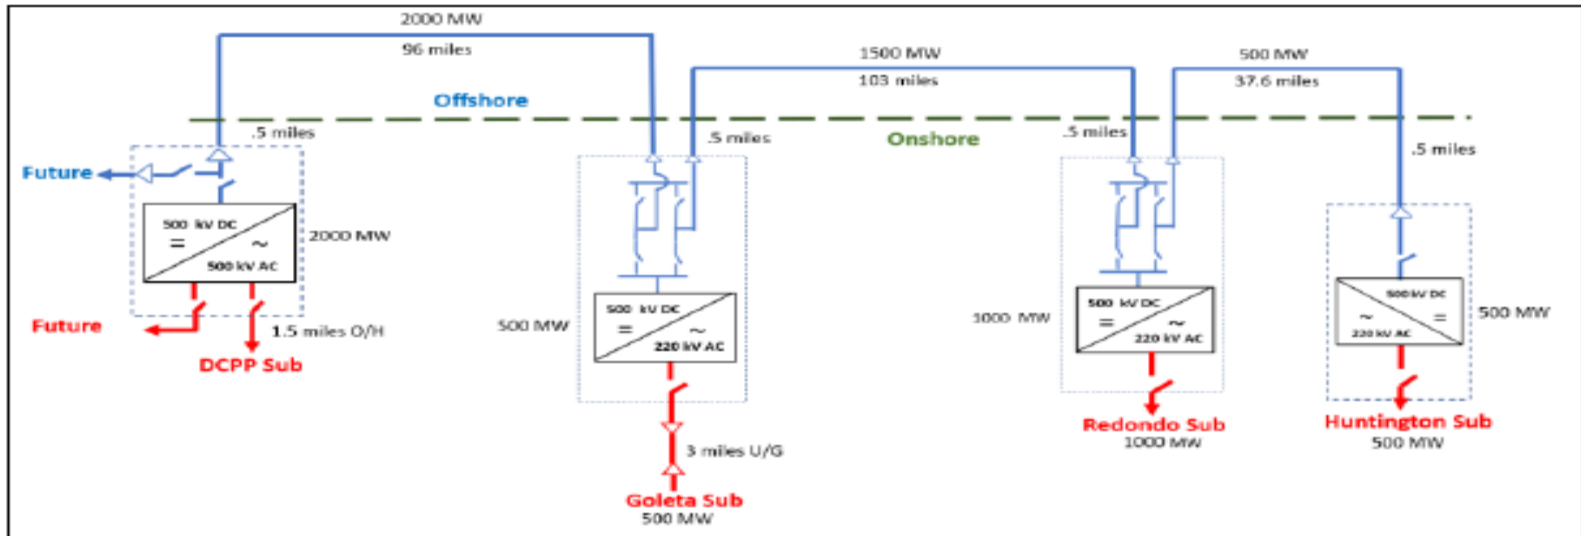 2000 MW
96 miles
1500 MW
103 miles
500 MW
37.6 miles
Offshore
Onshore
.5 miles
.5 miles
.5 miles
.5 miles
Future
500 kV DC
=
~
500 kV AC
2000 MW
Future
1.5 miles O/H
DCPP Sub
500 MW
500 kV DC
=
~
220 kV AC
3 miles U/G
Goleta Sub
500 MW
1000 MW
500 kV DC
=
~
220 kV AC
Redondo Sub
1000 MW
500 kV DC
~
=
220 kV AC
500 MW
Huntington Sub
500 MW